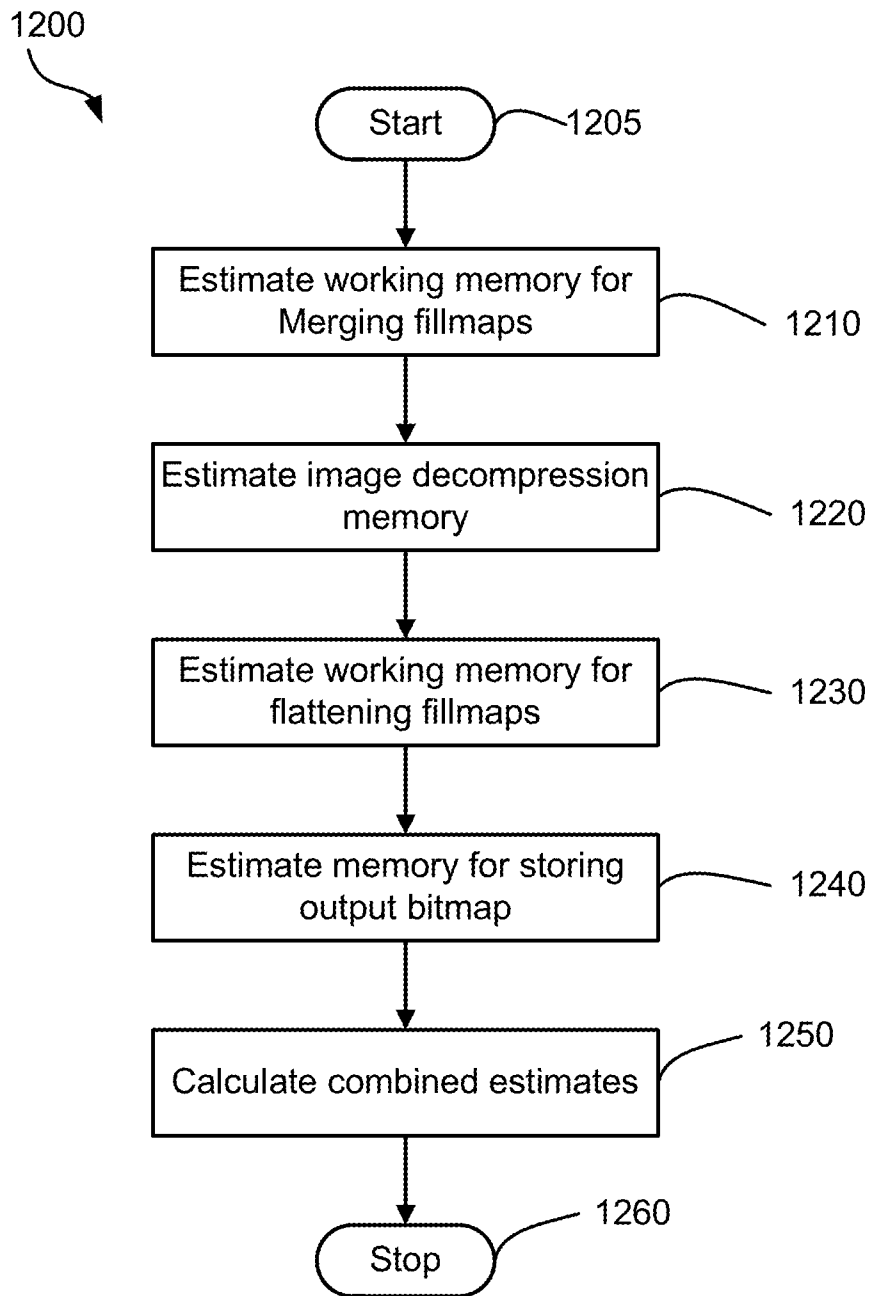 1200
Start
1205
Estimate working memory for
Merging fillmaps
1210
Estimate image decompression
memory
1220
Estimate working memory for
flattening fillmaps
1230
Estimate memory for storing
output bitmap
1240
Calculate combined estimates
1250
Stop
1260